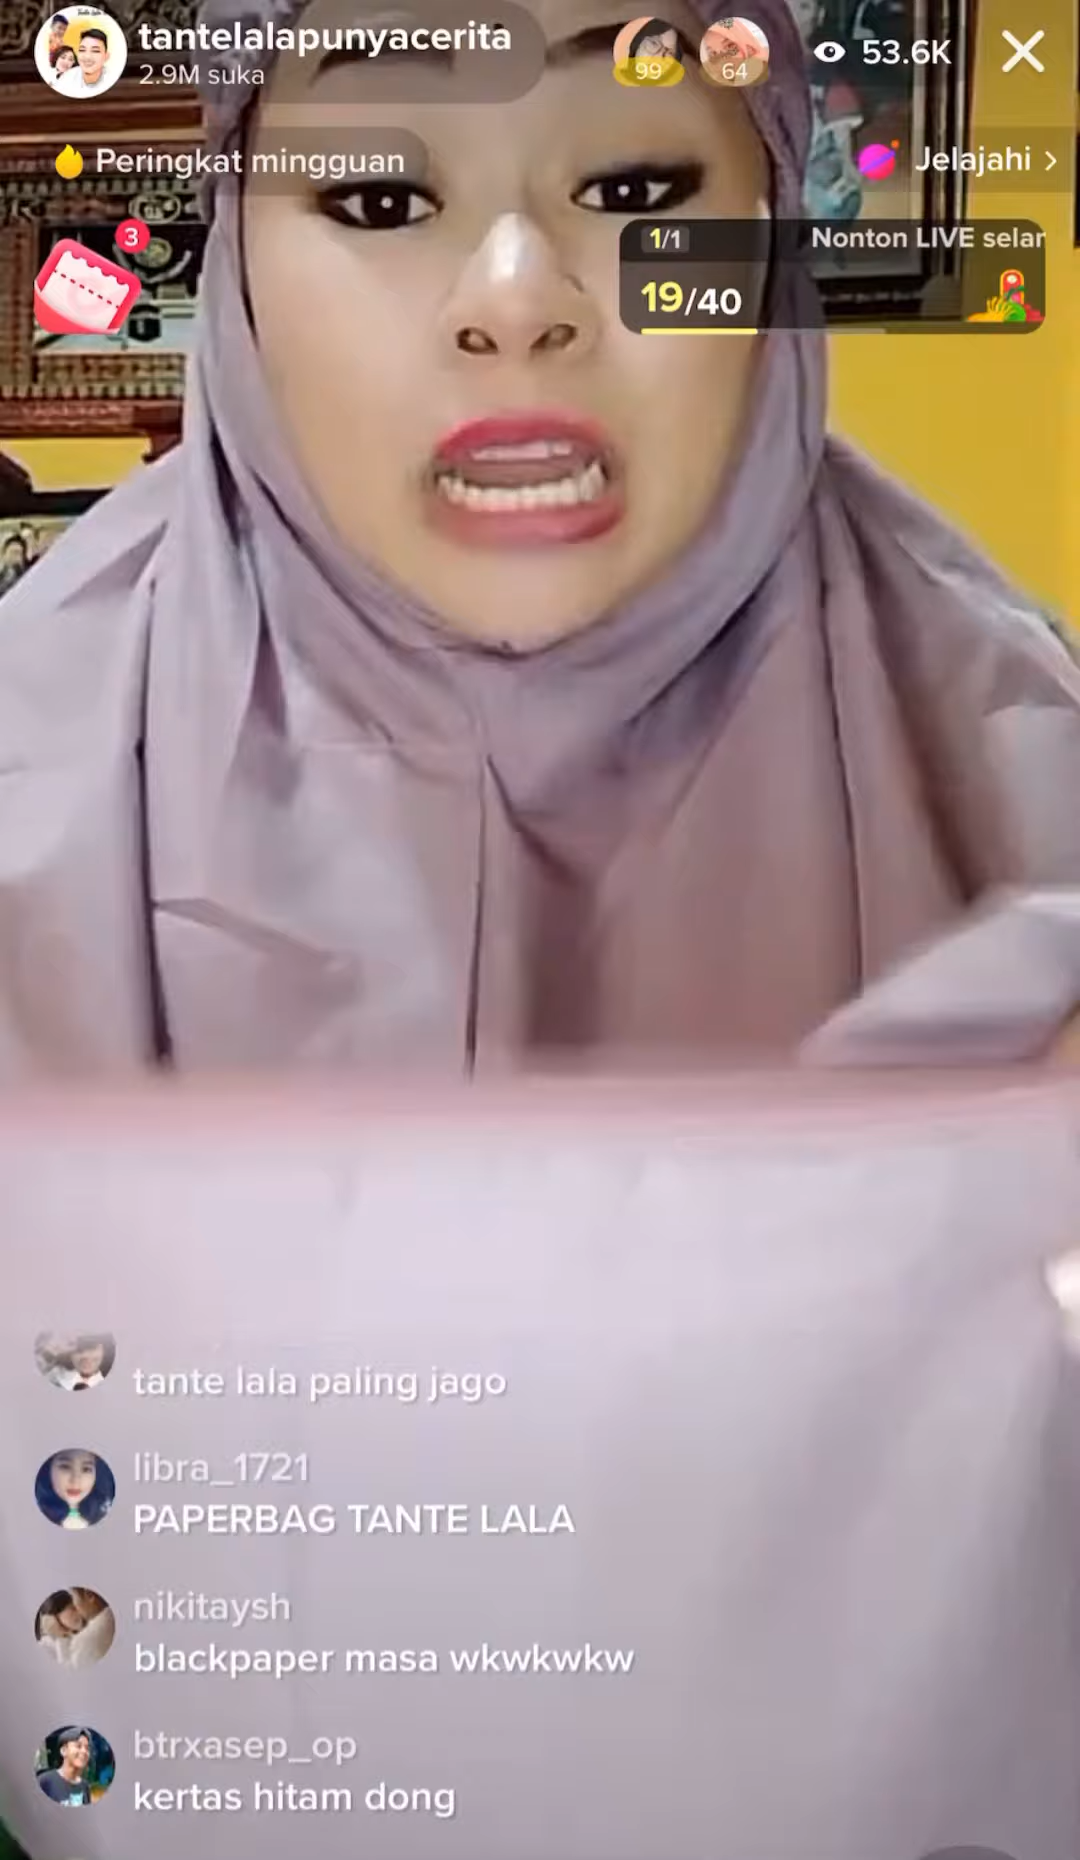 tantelalapunyacerita
2.9M suka
99
64
53.6K
Peringkat mingguan
Jelajahi >
3
1/1
Nonton LIVE selar
19/40
tante lala paling jago
libra_1721
PAPERBAG TANTE LALA
nikitaysh
blackpaper masa wkwkwkw
btrxasep_op
kertas hitam dong